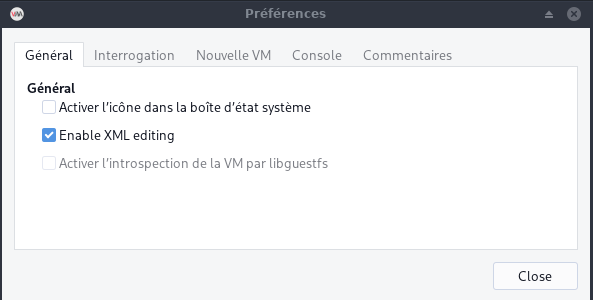 Préférences
Général
Interrogation
Nouvelle VM
Console
Commentaires
Général
Activer l'icône dans la boîte d'état système
Enable XML editing
Activer l'introspection de la VM par libguestfs
Close